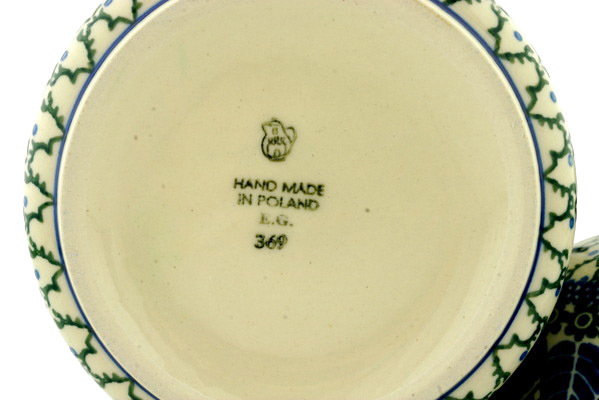 HAND MADE
IN POLAND
E.G.
369